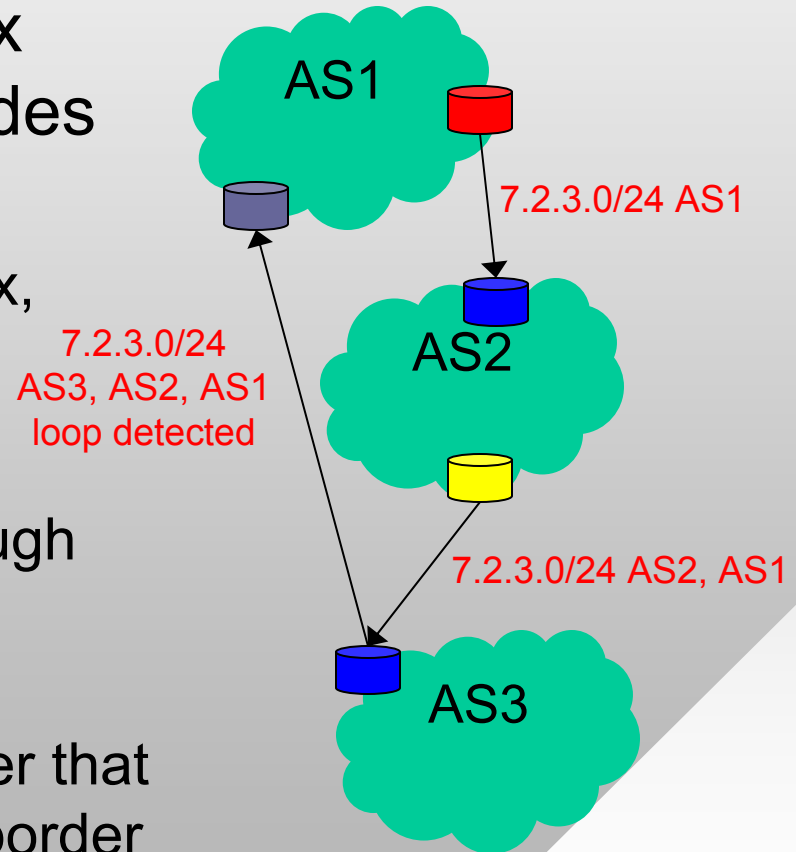 x
des
x,
ugh
er that
border
AS1
7.2.3.0/24 AS1
AS2
7.2.3.0/24
AS3, AS2, AS1
loop detected
7.2.3.0/24 AS2, AS1
AS3